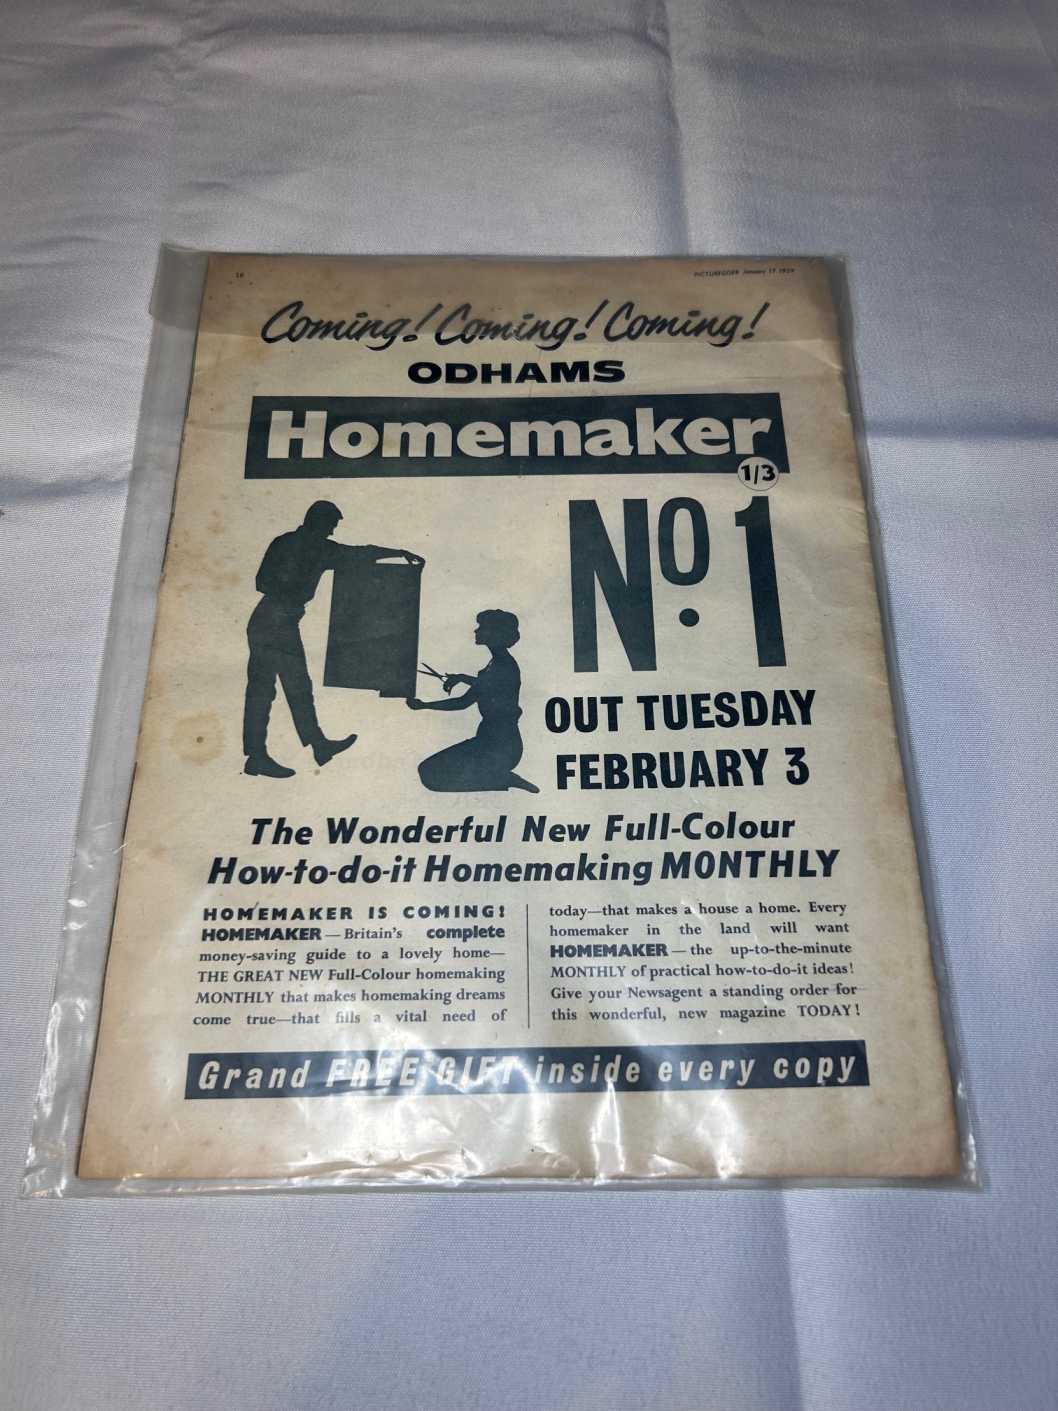 16
PICTUREGOER January 17 1959
Coming! Coming! Coming!
ODHAMS
Homemaker
1/3
No. 1
OUT TUESDAY
FEBRUARY 3
The Wonderful New Full-Colour
How-to-do-it Homemaking MONTHLY
HOMEMAKER IS COMING!
HOMEMAKER — Britain's complete
money-saving guide to a lovely home—
THE GREAT NEW Full-Colour homemaking
MONTHLY that makes homemaking dreams
come true—that fills a vital need of
today—that makes a house a home. Every
homemaker in the land will want
HOMEMAKER — the up-to-the-minute
MONTHLY of practical how-to-do-it ideas!
Give your Newsagent a standing order for
this wonderful, new magazine TODAY!
Grand FREE GIFT inside every copy